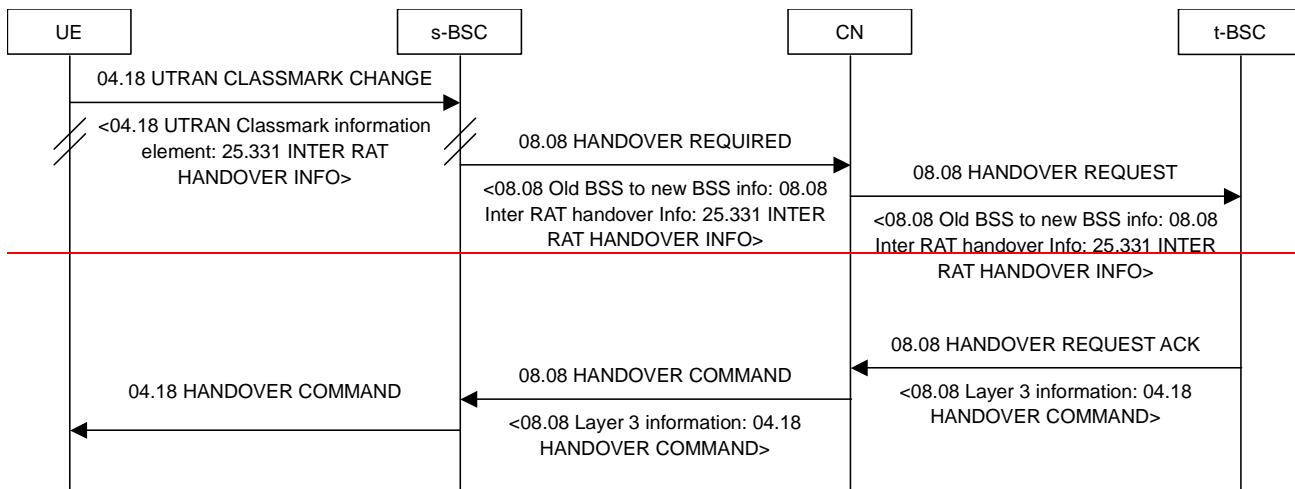 UE
s-BSC
CN
t-BSC
04.18 UTRAN CLASSMARK CHANGE
<04.18 UTRAN Classmark information
element: 25.331 INTER RAT
HANDOVER INFO>
08.08 HANDOVER REQUIRED
<08.08 Old BSS to new BSS info: 08.08
Inter RAT handover Info: 25.331 INTER
RAT HANDOVER INFO>
08.08 HANDOVER REQUEST
<08.08 Old BSS to new BSS info: 08.08
Inter RAT handover Info: 25.331 INTER
RAT HANDOVER INFO>
08.08 HANDOVER REQUEST ACK
<08.08 Layer 3 information: 04.18
HANDOVER COMMAND>
08.08 HANDOVER COMMAND
<08.08 Layer 3 information: 04.18
HANDOVER COMMAND>
04.18 HANDOVER COMMAND